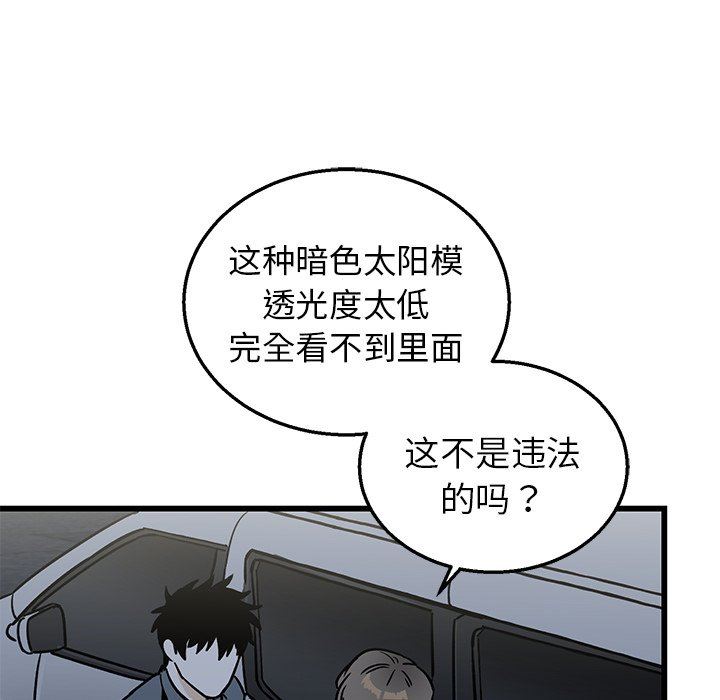 这种暗色太阳模
透光度太低
完全看不到里面
这不是违法
的吗？